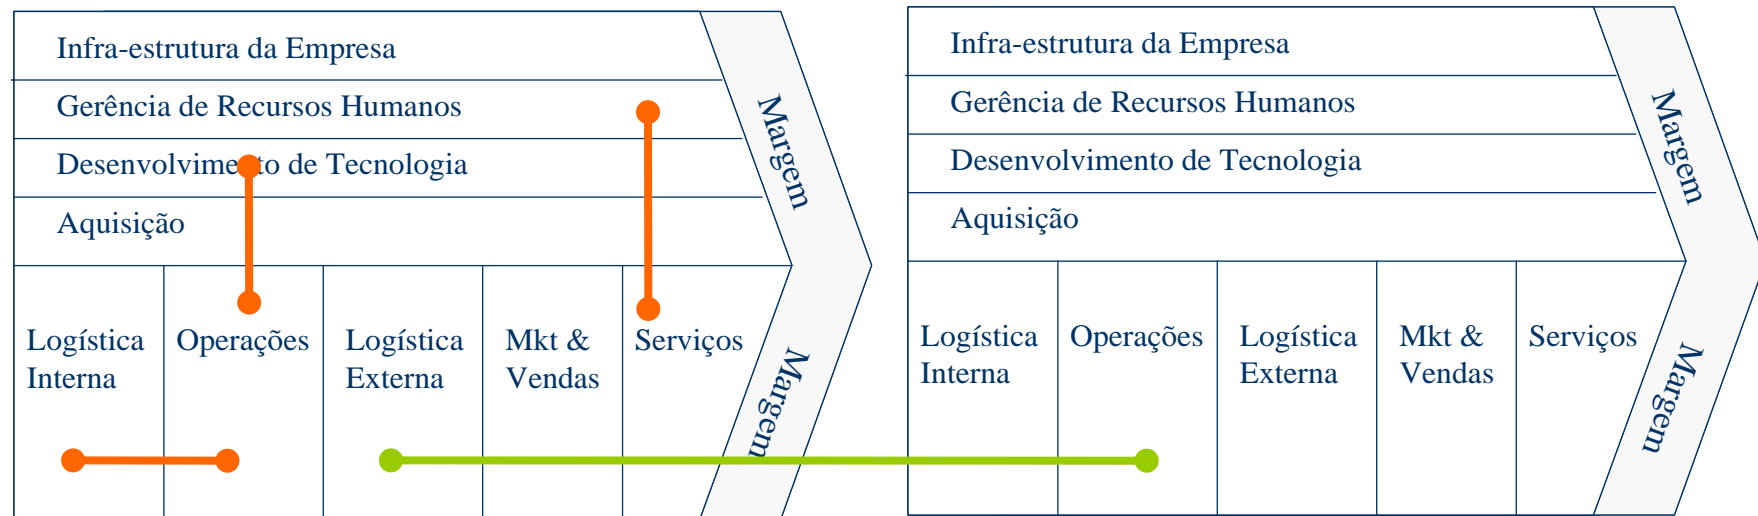 Infra-estrutura da Empresa
Gerência de Recursos Humanos
Desenvolvimento de Tecnologia
Aquisição
Margem
Logística
Interna
Operações
Logística
Externa
Mkt &
Vendas
Serviços
Margem
Infra-estrutura da Empresa
Gerência de Recursos Humanos
Desenvolvimento de Tecnologia
Aquisição
Margem
Logística
Interna
Operações
Logística
Externa
Mkt &
Vendas
Serviços
Margem